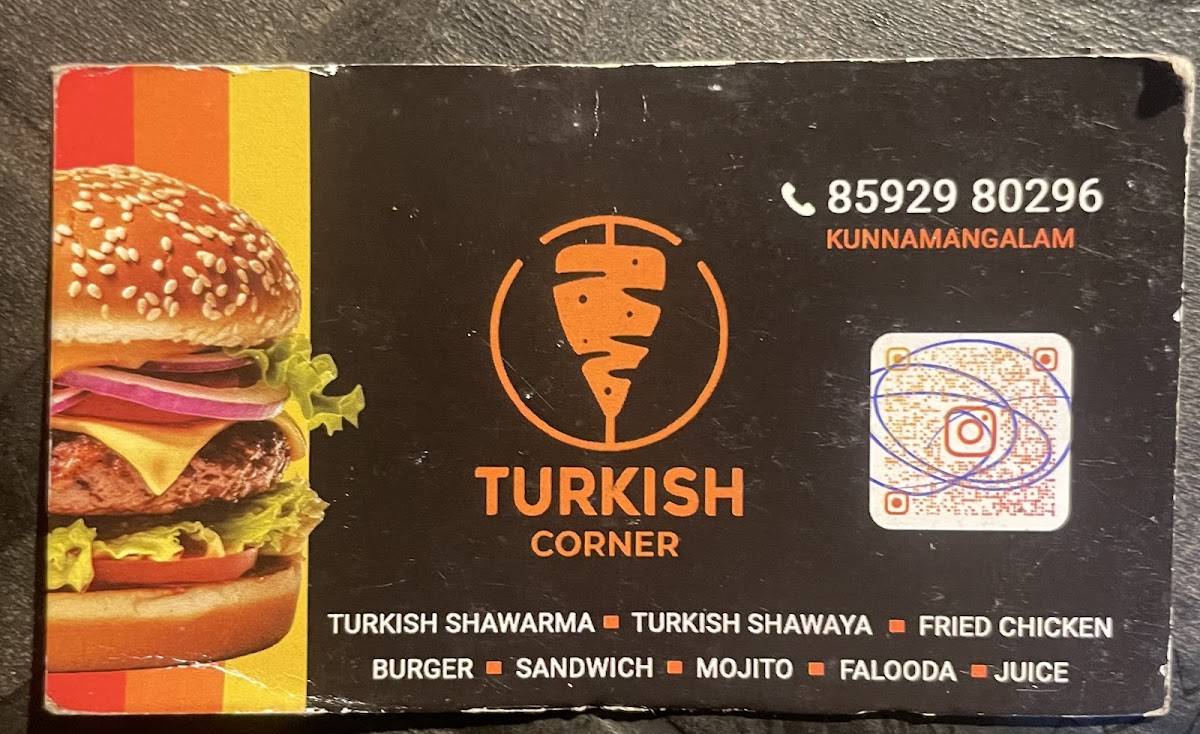 85929 80296
KUNNAMANGALAM
TURKISH
CORNER
TURKISH SHAWARMA ▪ TURKISH SHAWAYA ▪ FRIED CHICKEN
BURGER ▪ SANDWICH ▪ MOJITO ▪ FALOODA ▪ JUICE